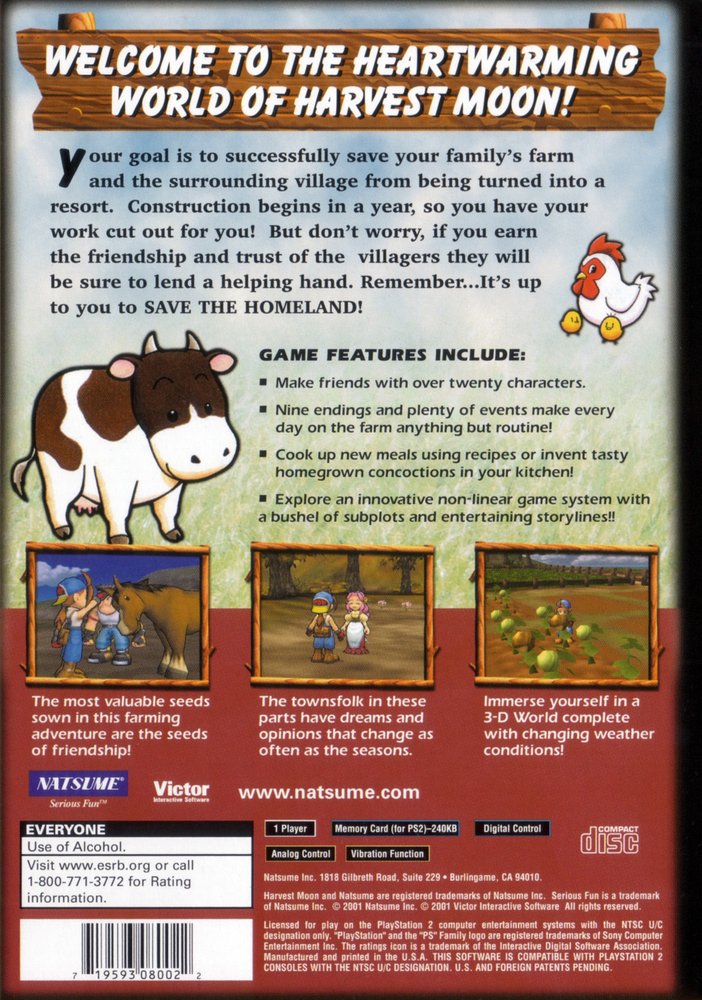 WELCOME TO THE HEARTWARMING
WORLD OF HARVEST MOON!
Your goal is to successfully save your family's farm
and the surrounding village from being turned into a
resort. Construction begins in a year, so you have your
work cut out for you! But don't worry, if you earn
the friendship and trust of the villagers they will
be sure to lend a helping hand. Remember...It's up
to you to SAVE THE HOMELAND!
GAME FEATURES INCLUDE:
▪ Make friends with over twenty characters.
▪ Nine endings and plenty of events make every
day on the farm anything but routine!
▪ Cook up new meals using recipes or invent tasty
homegrown concoctions in your kitchen!
▪ Explore an innovative non-linear game system with
a bushel of subplots and entertaining storylines!!
The most valuable seeds
sown in this farming
adventure are the seeds
of friendship!
The townsfolk in these
parts have dreams and
opinions that change as
often as the seasons.
Immerse yourself in a
3-D World complete
with changing weather
conditions!
NATSUME®
Serious Fun™
Victor
Interactive Software
www.natsume.com
EVERYONE
Use of Alcohol.
Visit www.esrb.org or call
1-800-771-3772 for Rating
information.
1 Player
Memory Card (for PS2)–240KB
Digital Control
Analog Control
Vibration Function
COMPACT
disc
Natsume Inc. 1818 Gilbreth Road, Suite 229 • Burlingame, CA 94010.
Harvest Moon and Natsume are registered trademarks of Natsume Inc. Serious Fun is a trademark
of Natsume Inc. © 2001 Natsume Inc. © 2001 Victor Interactive Software All rights reserved.
Licensed for play on the PlayStation 2 computer entertainment systems with the NTSC U/C
designation only. "PlayStation" and the "PS" Family logo are registered trademarks of Sony Computer
Entertainment Inc. The ratings icon is a trademark of the Interactive Digital Software Association.
Manufactured and printed in the U.S.A. THIS SOFTWARE IS COMPATIBLE WITH PLAYSTATION 2
CONSOLES WITH THE NTSC U/C DESIGNATION. U.S. AND FOREIGN PATENTS PENDING.
7 19593 08002 2